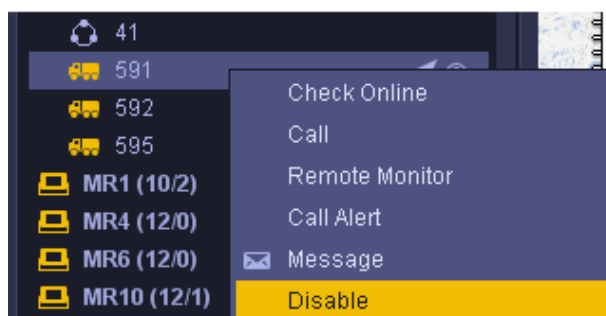 41
591
592
595
MR1 (10/2)
MR4 (12/0)
MR6 (12/0)
MR10 (12/1)
Check Online
Call
Remote Monitor
Call Alert
Message
Disable